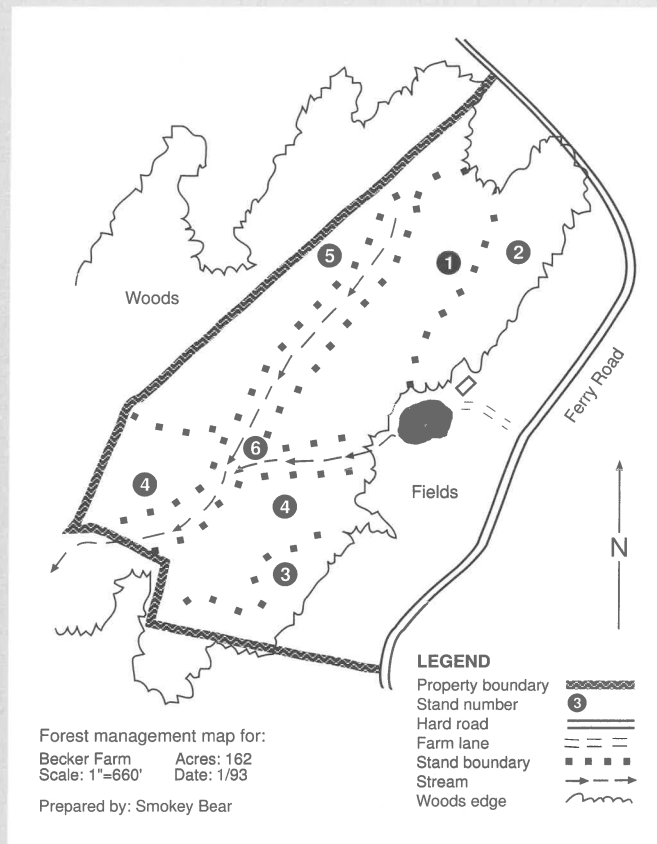 5
1
2
Woods
Ferry Road
6
4
4
Fields
N
3
LEGEND
Property boundary
Stand number 3
Hard road
Farm lane
Stand boundary
Stream
Woods edge
Forest management map for:
Becker Farm Acres: 162
Scale: 1"=660' Date: 1/93
Prepared by: Smokey Bear